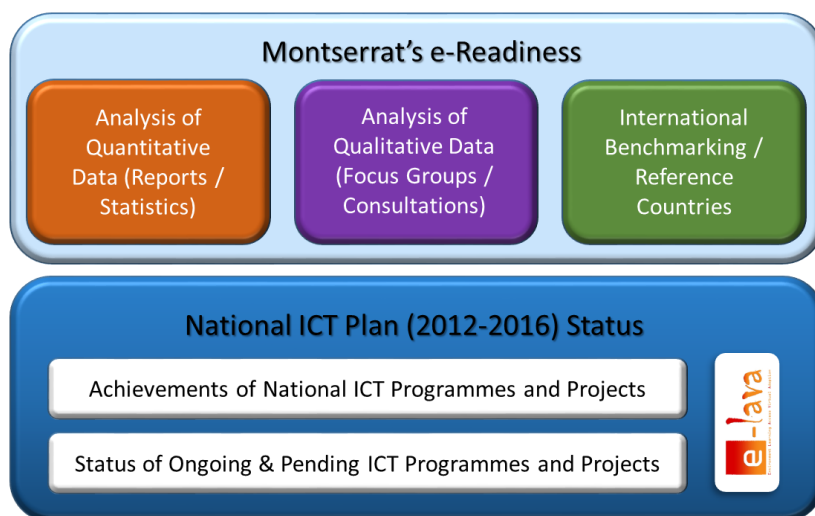 Montserrat's e-Readiness
Analysis of
Quantitative
Data (Reports /
Statistics)
Analysis of
Qualitative Data
(Focus Groups /
Consultations)
International
Benchmarking /
Reference
Countries
National ICT Plan (2012-2016) Status
Achievements of National ICT Programmes and Projects
Status of Ongoing & Pending ICT Programmes and Projects
e-lava